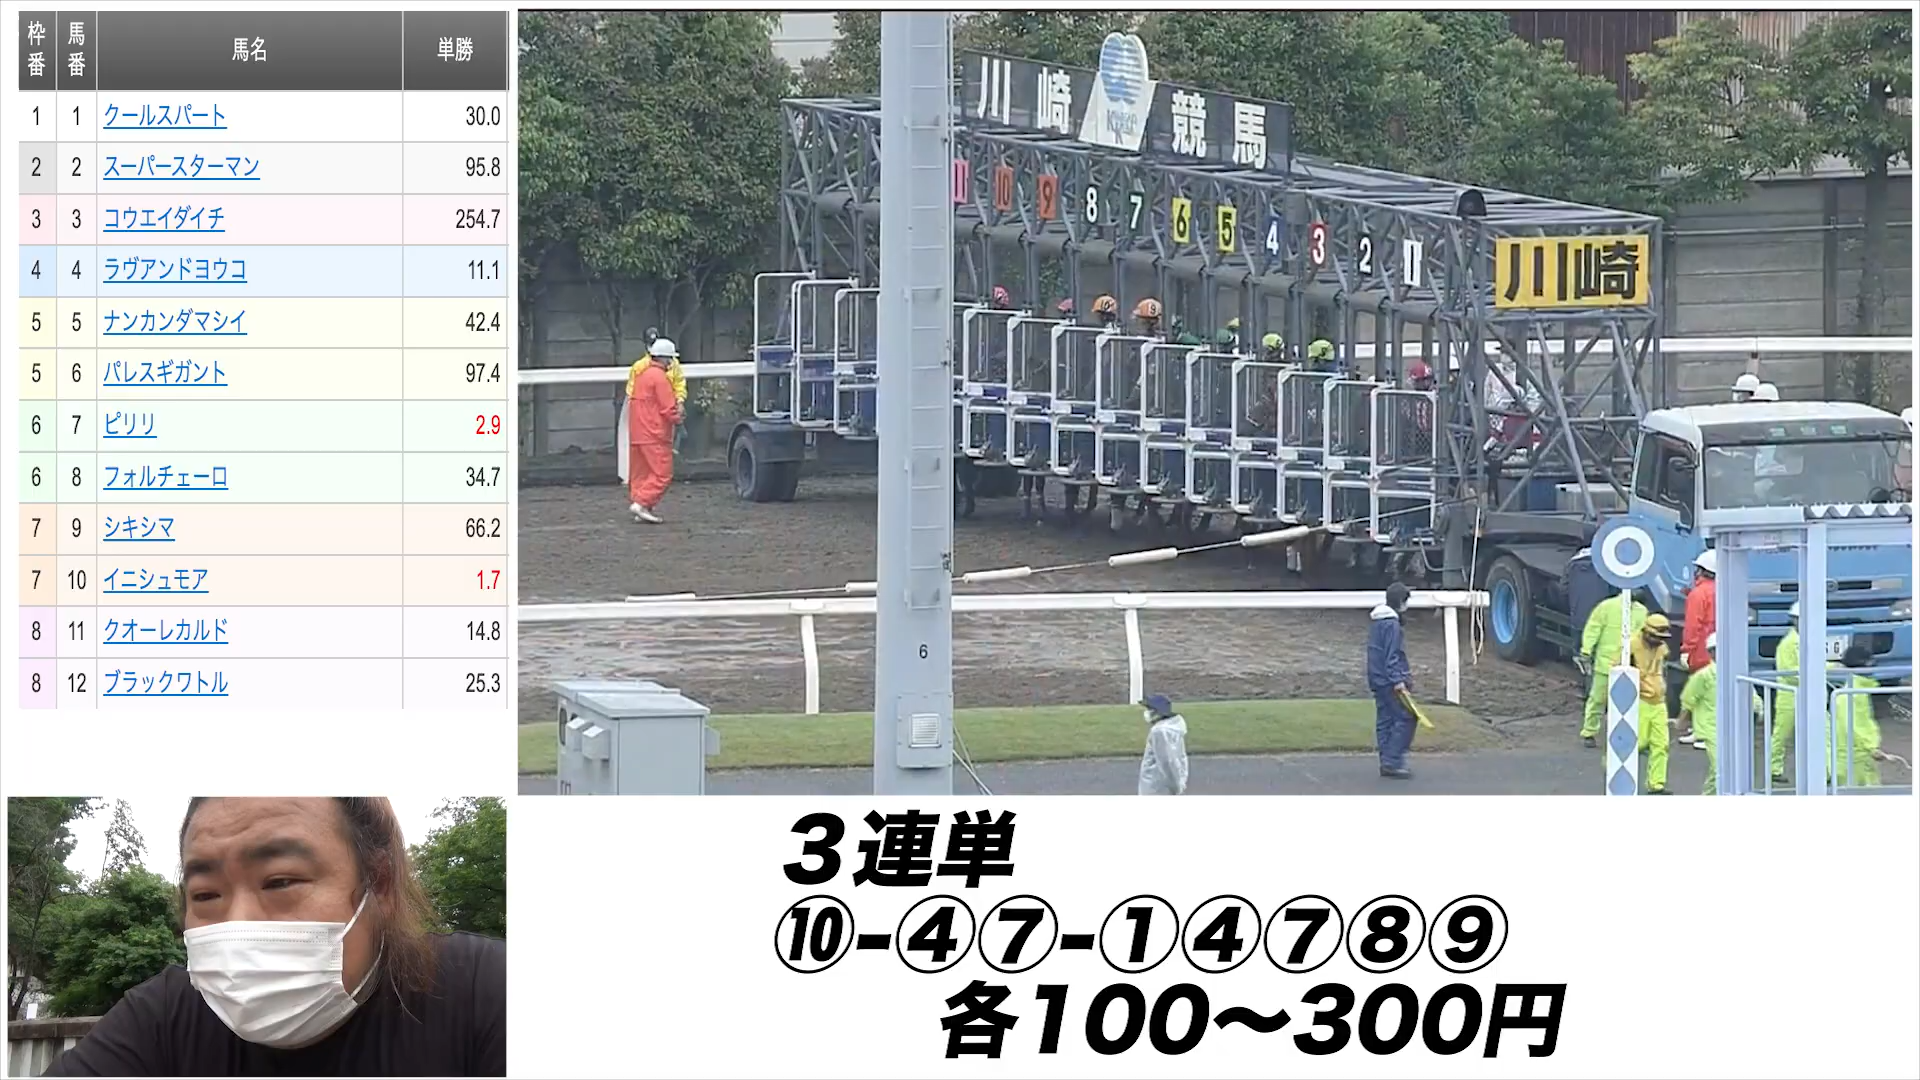 枠番 馬番 馬名 単勝
1 1 クールスパート 30.0
2 2 スーパースターマン 95.8
3 3 コウエイダイチ 254.7
4 4 ラヴアンドヨウコ 11.1
5 5 ナンカンダマシイ 42.4
5 6 パレスギガント 97.4
6 7 ピリリ 2.9
6 8 フォルチェーロ 34.7
7 9 シキシマ 66.2
7 10 イニシュモア 1.7
8 11 クオーレカルド 14.8
8 12 ブラックワトル 25.3
川崎 競馬
11 10 9 8 7 6 5 4 3 2 1
川崎
10 9
6
3連単
⑩-④⑦-①④⑦⑧⑨
各100〜300円